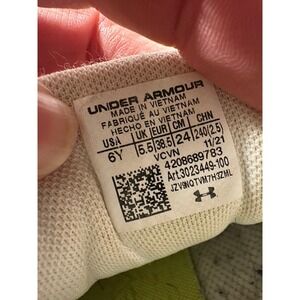 UNDER ARMOUR
MADE IN VIETNAM
FABRIQUÉ AU VIETNAM
HECHO EN VIETNAM
USA UK EUR CM CHN
6Y 5.5 38.5 24 240(2.5)
VCVN 11/21
4208689783
Art.3023449-100
JZV9NQTVM7H3ZML